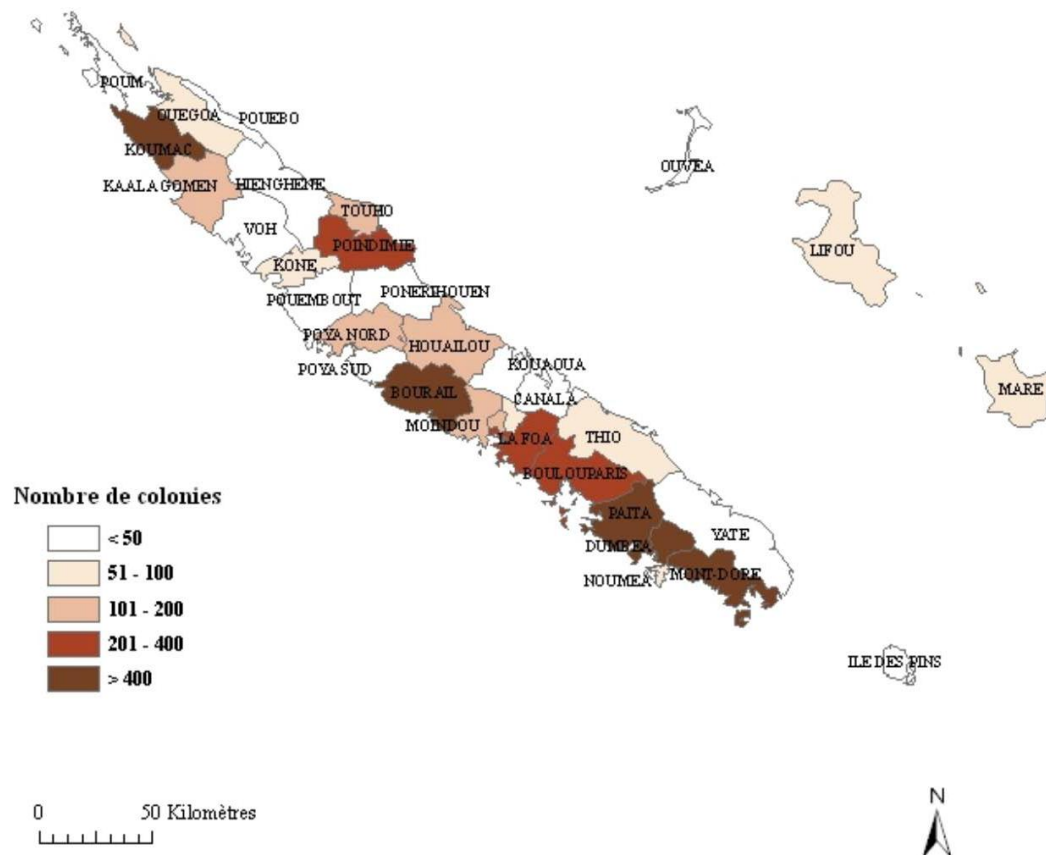 POUM
OUEGOA
POUEBO
KOUMAC
OUVEA
KAALA GOMEN
HIENGHENE
TOUHO
VOH
POINDIMIE
LIFOU
KONE
POUEMBOUT
PONERIHOUEN
POYA NORD
HOUAILOU
KOUAOUA
POYA SUD
BOURAIL
CANALA
MARE
MOINDOU
LA FOA
THIO
BOULOUPARIS
Nombre de colonies
PAITA
YATE
< 50
DUMBEA
51 - 100
NOUMEA
MONT-DORE
101 - 200
201 - 400
ILE DES PINS
> 400
0 50 Kilomètres
N